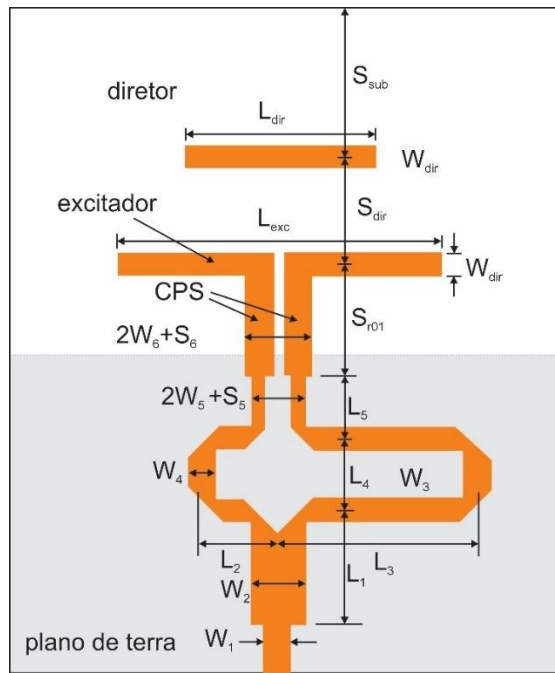 S_sub
diretor
L_dir
W_dir
excitador
S_dir
L_exc
W_dir
CPS
S_r01
2W_6+S_6
2W_5+S_5
L_5
W_4
L_4
W_3
L_2
L_3
W_2
L_1
plano de terra
W_1